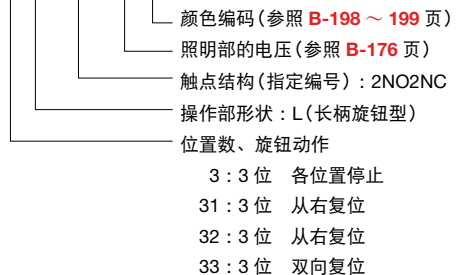 颜色编码(参照 B-198 ～ 199 页)
照明部的电压(参照 B-176 页)
触点结构(指定编号)：2NO2NC
操作部形状：L(长柄旋钮型)
位置数、旋钮动作
3：3 位 各位置停止
31：3 位 从右复位
32：3 位 从右复位
33：3 位 双向复位